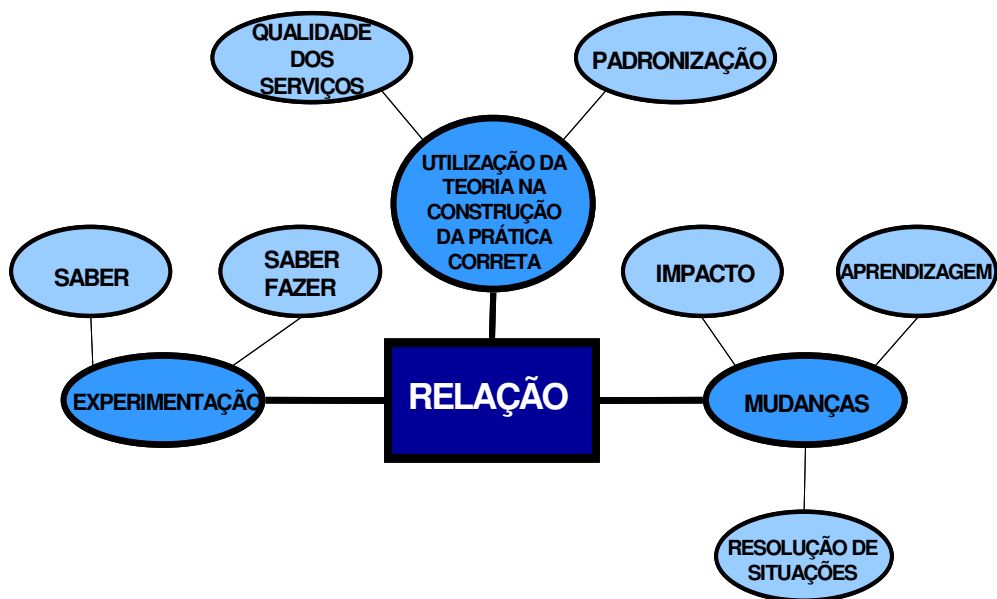 QUALIDADE
DOS
SERVIÇOS
PADRONIZAÇÃO
UTILIZAÇÃO DA
TEORIA NA
CONSTRUÇÃO
DA PRÁTICA
CORRETA
SABER
SABER
FAZER
IMPACTO
APRENDIZAGEM
EXPERIMENTAÇÃO
RELAÇÃO
MUDANÇAS
RESOLUÇÃO DE
SITUAÇÕES